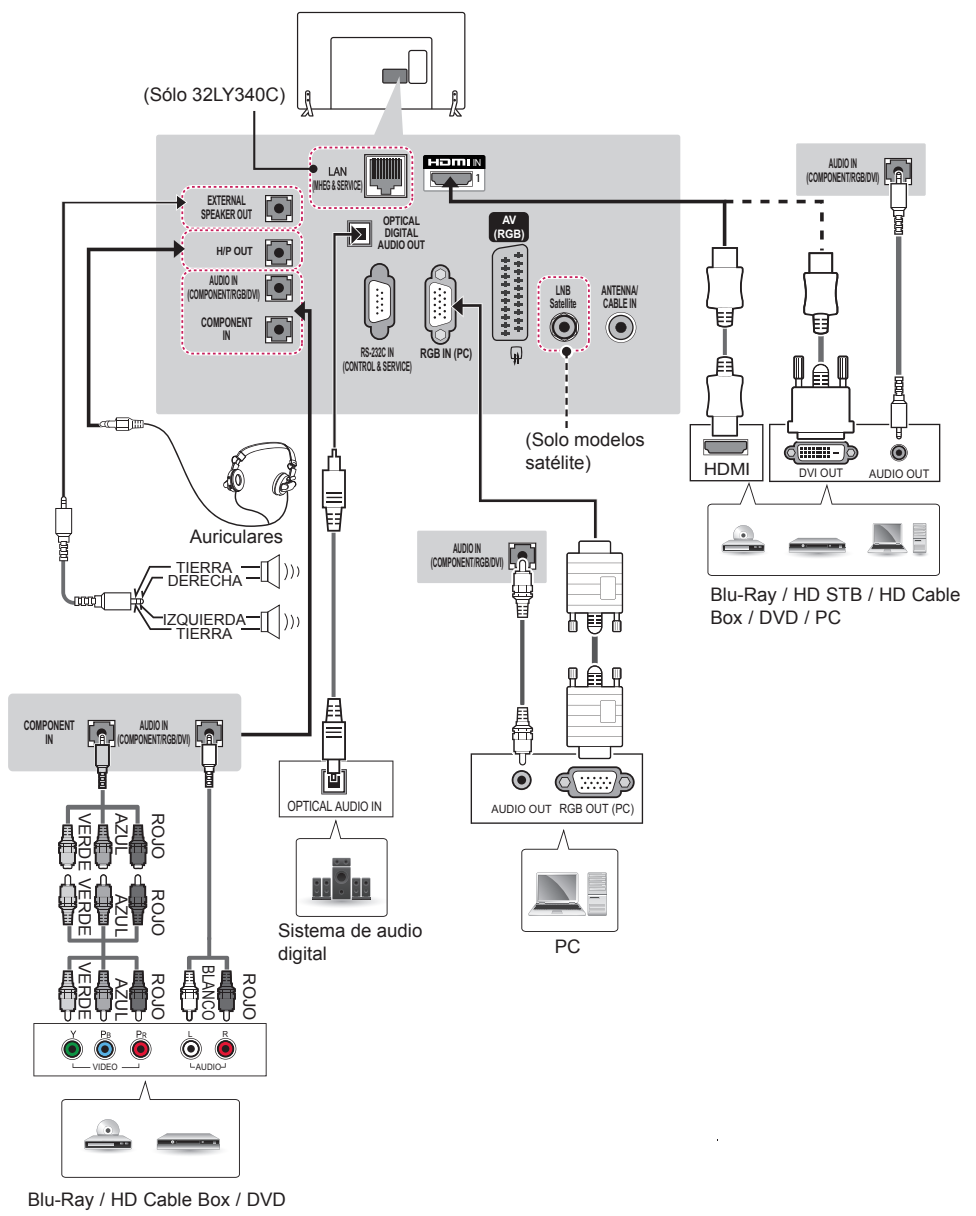 (Sólo 32LY340C)
LAN
(MHEG & SERVICE)
HDMI IN
1
EXTERNAL
SPEAKER OUT
H/P OUT
AUDIO IN
(COMPONENT/RGB/DVI)
COMPONENT
IN
OPTICAL
DIGITAL
AUDIO OUT
RS-232C IN
(CONTROL & SERVICE)
RGB IN (PC)
AV
(RGB)
LNB
Satellite
ANTENNA/
CABLE IN
AUDIO IN
(COMPONENT/RGB/DVI)
(Solo modelos
satélite)
HDMI
DVI OUT
AUDIO OUT
Blu-Ray / HD STB / HD Cable
Box / DVD / PC
Auriculares
TIERRA
DERECHA
IZQUIERDA
TIERRA
AUDIO IN
(COMPONENT/RGB/DVI)
AUDIO OUT
RGB OUT (PC)
PC
OPTICAL AUDIO IN
Sistema de audio
digital
COMPONENT
IN
AUDIO IN
(COMPONENT/RGB/DVI)
VERDE
AZUL
ROJO
VERDE
AZUL
ROJO
VERDE
AZUL
ROJO
BLANCO
ROJO
Y
PB
PR
VIDEO
L
R
AUDIO
Blu-Ray / HD Cable Box / DVD